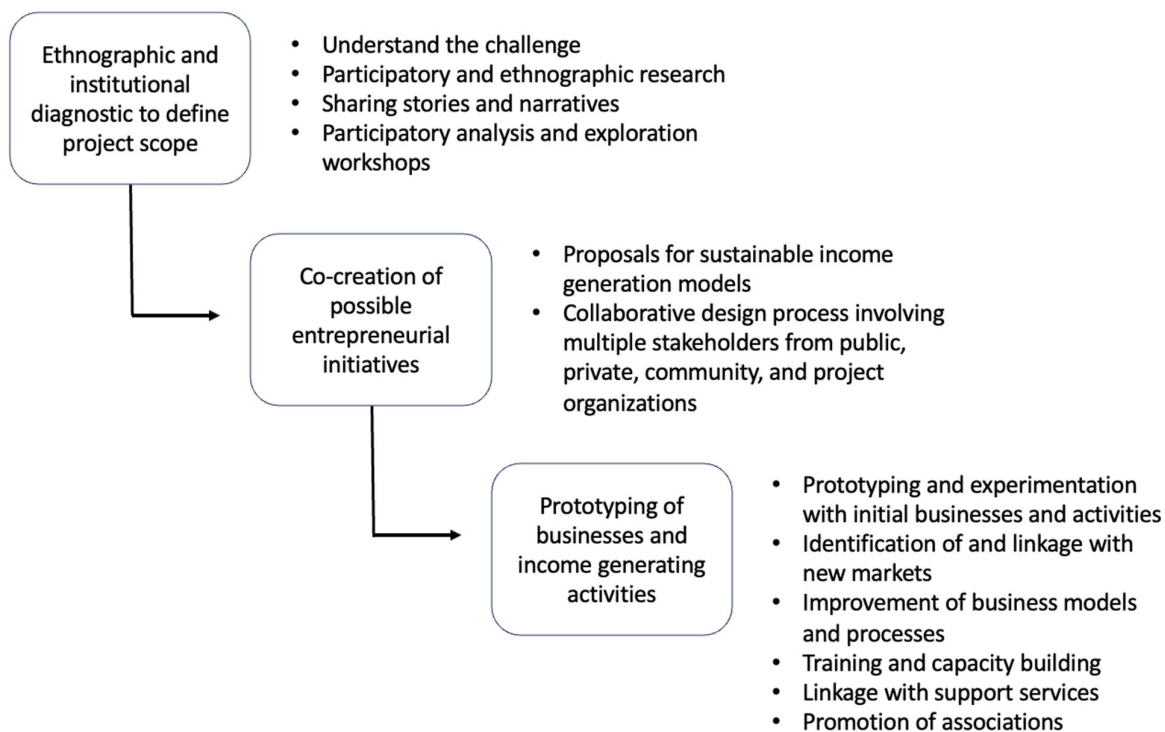 Ethnographic and
institutional
diagnostic to define
project scope
• Understand the challenge
• Participatory and ethnographic research
• Sharing stories and narratives
• Participatory analysis and exploration
workshops
Co-creation of
possible
entrepreneurial
initiatives
• Proposals for sustainable income
generation models
• Collaborative design process involving
multiple stakeholders from public,
private, community, and project
organizations
Prototyping of
businesses and
income generating
activities
• Prototyping and experimentation
with initial businesses and activities
• Identification of and linkage with
new markets
• Improvement of business models
and processes
• Training and capacity building
• Linkage with support services
• Promotion of associations